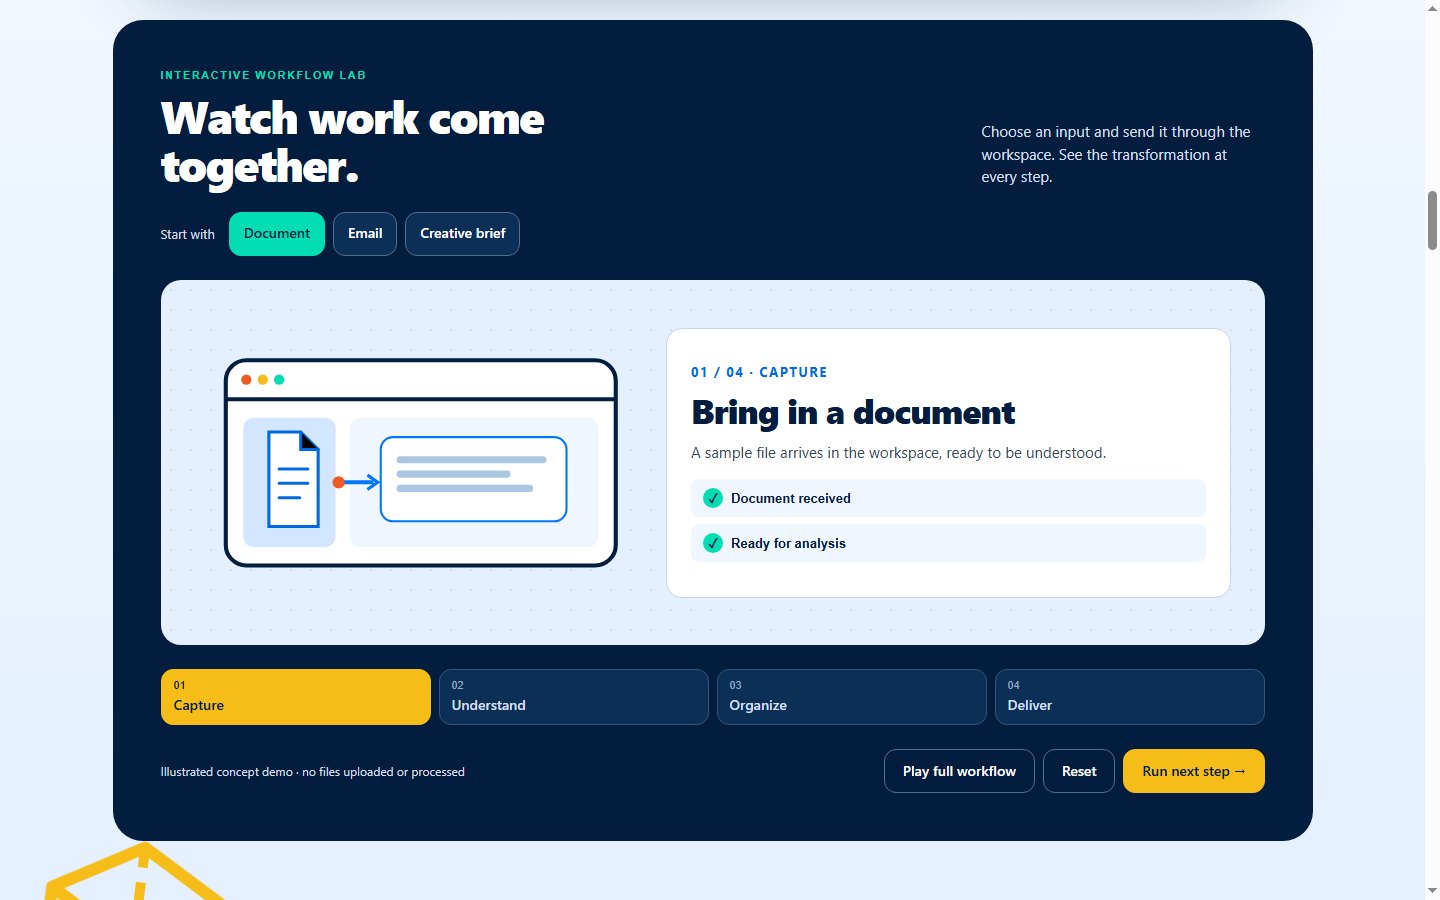 INTERACTIVE WORKFLOW LAB
Watch work come
together.
Choose an input and send it through the
workspace. See the transformation at
every step.
Start with
Document
Email
Creative brief
01 / 04 · CAPTURE
Bring in a document
A sample file arrives in the workspace, ready to be understood.
✓ Document received
✓ Ready for analysis
01
Capture
02
Understand
03
Organize
04
Deliver
Illustrated concept demo · no files uploaded or processed
Play full workflow
Reset
Run next step →